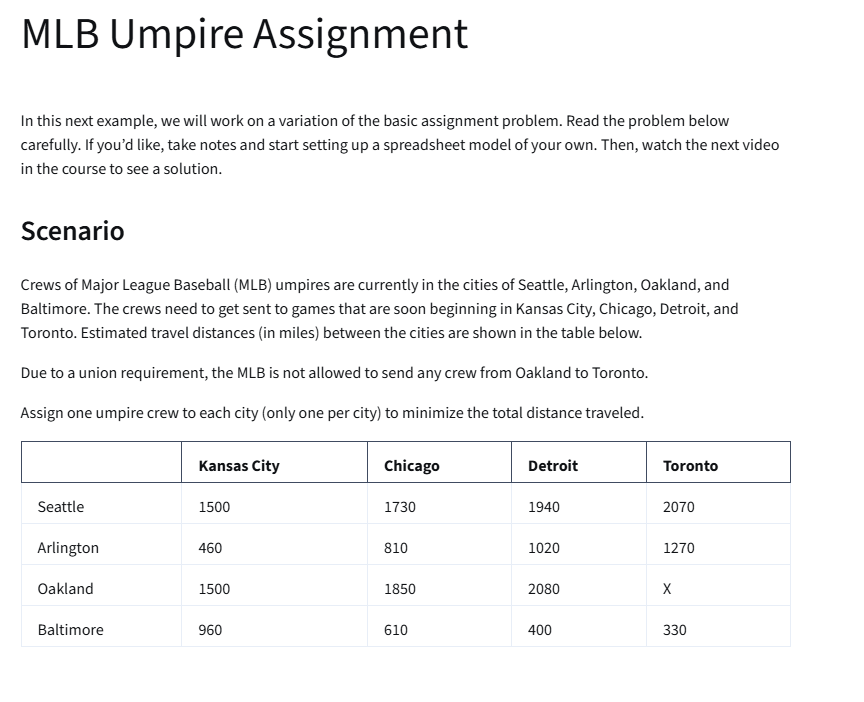 MLB Umpire Assignment
In this next example, we will work on a variation of the basic assignment problem. Read the problem below
carefully. If you’d like, take notes and start setting up a spreadsheet model of your own. Then, watch the next video
in the course to see a solution.
Scenario
Crews of Major League Baseball (MLB) umpires are currently in the cities of Seattle, Arlington, Oakland, and
Baltimore. The crews need to get sent to games that are soon beginning in Kansas City, Chicago, Detroit, and
Toronto. Estimated travel distances (in miles) between the cities are shown in the table below.
Due to a union requirement, the MLB is not allowed to send any crew from Oakland to Toronto.
Assign one umpire crew to each city (only one per city) to minimize the total distance traveled.
Kansas City Chicago Detroit Toronto
Seattle 1500 1730 1940 2070
Arlington 460 810 1020 1270
Oakland 1500 1850 2080 X
Baltimore 960 610 400 330